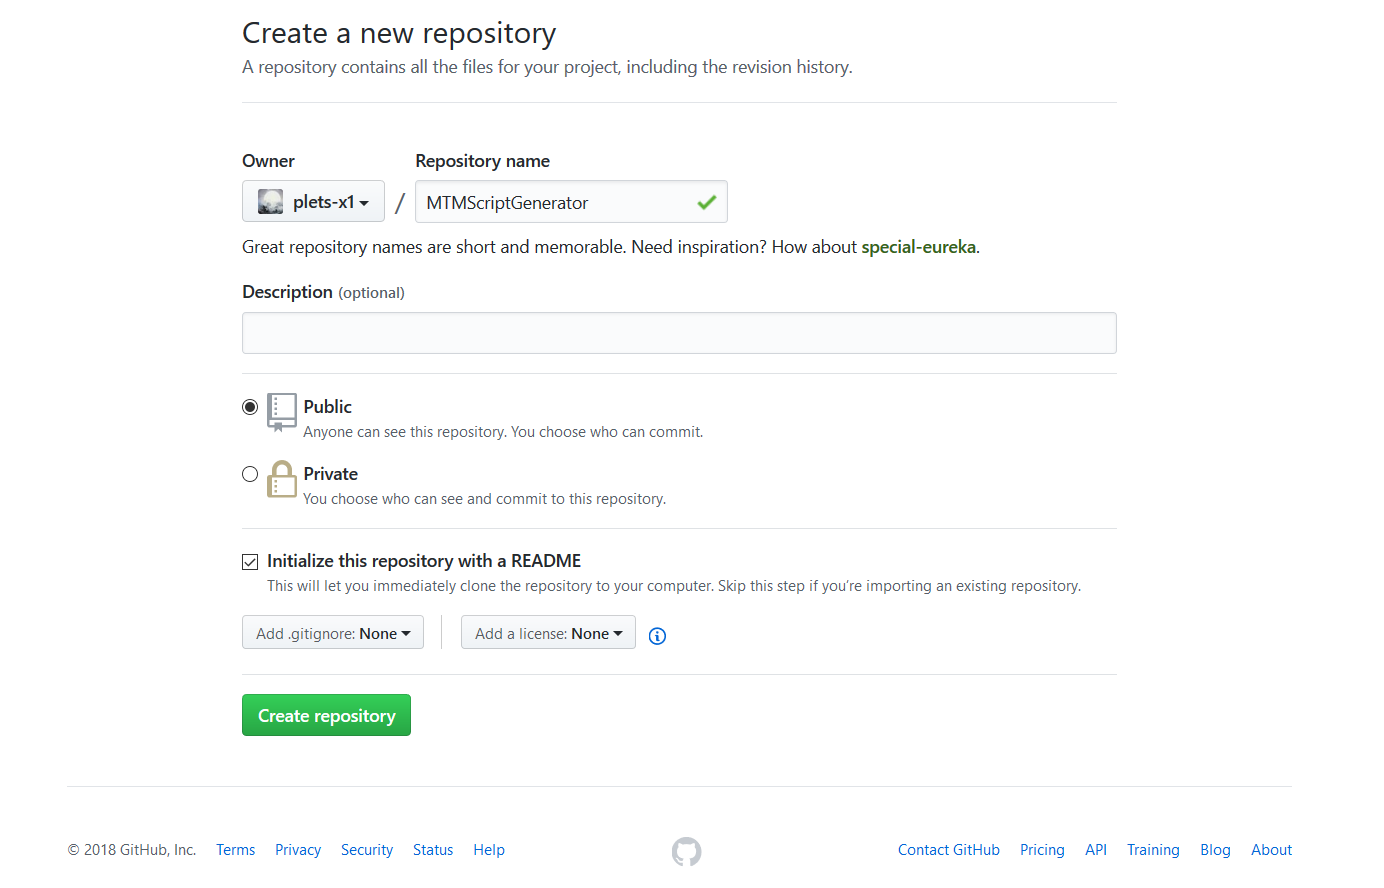 Create a new repository
A repository contains all the files for your project, including the revision history.
Owner Repository name
plets-x1 / MTMScriptGenerator
Great repository names are short and memorable. Need inspiration? How about special-eureka.
Description (optional)
Public
Anyone can see this repository. You choose who can commit.
Private
You choose who can see and commit to this repository.
Initialize this repository with a README
This will let you immediately clone the repository to your computer. Skip this step if you’re importing an existing repository.
Add .gitignore: None Add a license: None
Create repository
© 2018 GitHub, Inc. Terms Privacy Security Status Help Contact GitHub Pricing API Training Blog About